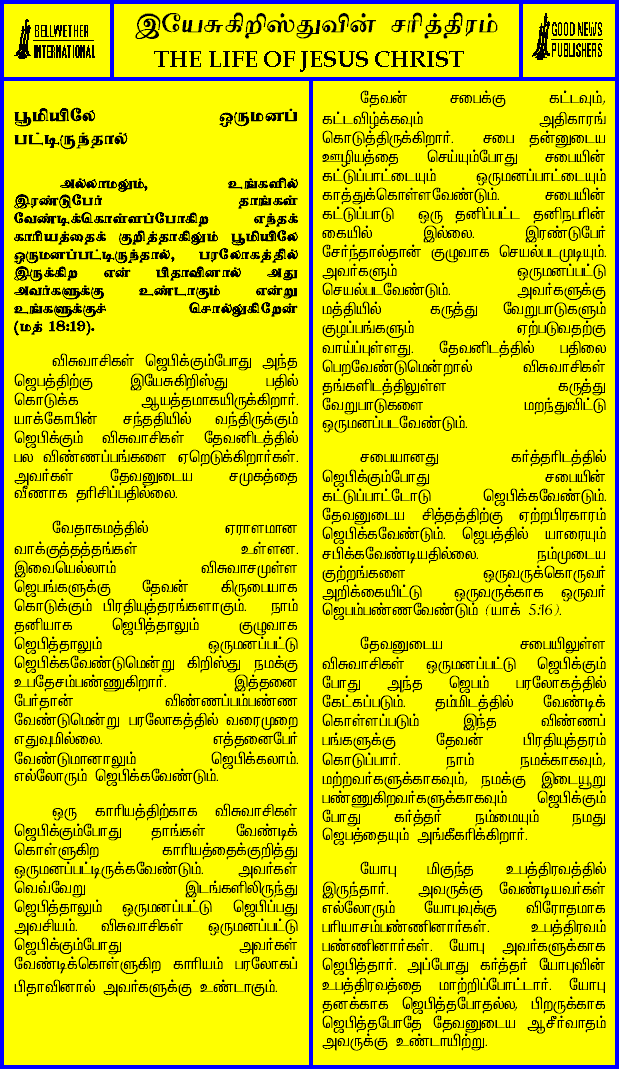 BELLWETHER
INTERNATIONAL
இயேசுகிறிஸ்துவின் சரித்திரம்
THE LIFE OF JESUS CHRIST
GOOD NEWS
PUBLISHERS
பூமியிலே ஒருமனப்
பட்டிருந்தால்
அல்லாமலும், உங்களில்
இரண்டுபேர் தாங்கள்
வேண்டிக்கொள்ளப்போகிற எந்தக்
காரியத்தைக் குறித்தாகிலும் பூமியிலே
ஒருமனப்பட்டிருந்தால், பரலோகத்தில்
இருக்கிற என் பிதாவினால் அது
அவர்களுக்கு உண்டாகும் என்று
உங்களுக்குச் சொல்லுகிறேன்
(மத் 18:19).
விசுவாசிகள் ஜெபிக்கும்போது அந்த
ஜெபத்திற்கு இயேசுகிறிஸ்து பதில்
கொடுக்க ஆயத்தமாயிருக்கிறார்.
யாக்கோபின் சந்ததியில் வந்திருக்கும்
ஜெபிக்கும் விசுவாசிகள் தேவனிடத்தில்
பல விண்ணப்பங்களை ஏறெடுக்கிறார்கள்.
அவர்கள் தேவனுடைய சமுகத்தை
வீணாக தரிசிப்பதில்லை.
வேதாகமத்தில் ஏராளமான
வாக்குத்தத்தங்கள் உள்ளன.
இவையெல்லாம் விசுவாசமுள்ள
ஜெபங்களுக்கு தேவன் கிருபையாக
கொடுக்கும் பிரதியுத்தரங்களாகும். நாம்
தனியாக ஜெபித்தாலும் குழுவாக
ஜெபித்தாலும் ஒருமனப்பட்டு
ஜெபிக்கவேண்டுமென்று கிறிஸ்து நமக்கு
உபதேசம்பண்ணுகிறார். இத்தனை
பேர்தான் விண்ணப்பம்பண்ண
வேண்டுமென்று பரலோகத்தில் வரைமுறை
எதுவுமில்லை. எத்தனைபேர்
வேண்டுமானாலும் ஜெபிக்கலாம்.
எல்லோரும் ஜெபிக்கவேண்டும்.
ஒரு காரியத்திற்காக விசுவாசிகள்
ஜெபிக்கும்போது தாங்கள் வேண்டிக்
கொள்ளுகிற காரியத்தைக்குறித்து
ஒருமனப்பட்டிருக்கவேண்டும். அவர்கள்
வெவ்வேறு இடங்களிலிருந்து
ஜெபித்தாலும் ஒருமனப்பட்டு ஜெபிப்பது
அவசியம். விசுவாசிகள் ஒருமனப்பட்டு
ஜெபிக்கும்போது அவர்கள்
வேண்டிக்கொள்ளுகிற காரியம் பரலோகப்
பிதாவினால் அவர்களுக்கு உண்டாகும்.
தேவன் சபைக்கு கட்டவும்,
கட்டவிழ்க்கவும் அதிகாரங்
கொடுத்திருக்கிறார். சபை தன்னுடைய
ஊழியத்தை செய்யும்போது சபையின்
கட்டுப்பாட்டையும் ஒருமனப்பாட்டையும்
காத்துக்கொள்ளவேண்டும். சபையின்
கட்டுப்பாடு ஒரு தனிப்பட்ட தனிநபரின்
கையில் இல்லை. இரண்டுபேர்
சேர்ந்தால்தான் குழுவாக செயல்படமுடியும்.
அவர்களும் ஒருமனப்பட்டு
செயல்படவேண்டும். அவர்களுக்கு
மத்தியில் கருத்து வேறுபாடுகளும்
குழப்பங்களும் ஏற்படுவதற்கு
வாய்ப்புள்ளது. தேவனிடத்தில் பதிலை
பெறவேண்டுமென்றால் விசுவாசிகள்
தங்களிடத்திலுள்ள கருத்து
வேறுபாடுகளை மறந்துவிட்டு
ஒருமனப்படவேண்டும்.
சபையானது கர்த்தரிடத்தில்
ஜெபிக்கும்போது சபையின்
கட்டுப்பாட்டோடு ஜெபிக்கவேண்டும்.
தேவனுடைய சித்தத்திற்கு ஏற்றபிரகாரம்
ஜெபிக்கவேண்டும். ஜெபத்தில் யாரையும்
சபிக்கவேண்டியதில்லை. நம்முடைய
குற்றங்களை ஒருவருக்கொருவர்
அறிக்கையிட்டு ஒருவருக்காக ஒருவர்
ஜெபம்பண்ணவேண்டும் (யாக் 5:16).
தேவனுடைய சபையிலுள்ள
விசுவாசிகள் ஒருமனப்பட்டு ஜெபிக்கும்
போது அந்த ஜெபம் பரலோகத்தில்
கேட்கப்படும். தம்மிடத்தில் வேண்டிக்
கொள்ளப்படும் இந்த விண்ணப்
பங்களுக்கு தேவன் பிரதியுத்தரம்
கொடுப்பார். நாம் நமக்காகவும்,
மற்றவர்களுக்காகவும், நமக்கு இடையூறு
பண்ணுகிறவர்களுக்காகவும் ஜெபிக்கும்
போது கர்த்தர் நம்மையும் நமது
ஜெபத்தையும் அங்கீகரிக்கிறார்.
யோபு மிகுந்த உபத்திரவத்தில்
இருந்தார். அவருக்கு வேண்டியவர்கள்
எல்லோரும் யோபுவுக்கு விரோதமாக
பரியாசம்பண்ணினார்கள். உபத்திரவம்
பண்ணினார்கள். யோபு அவர்களுக்காக
ஜெபித்தார். அப்போது கர்த்தர் யோபுவின்
உபத்திரவத்தை மாற்றிப்போட்டார். யோபு
தனக்காக ஜெபித்தபோதல்ல, பிறருக்காக
ஜெபித்தபோதே தேவனுடைய ஆசீர்வாதம்
அவருக்கு உண்டாயிற்று.